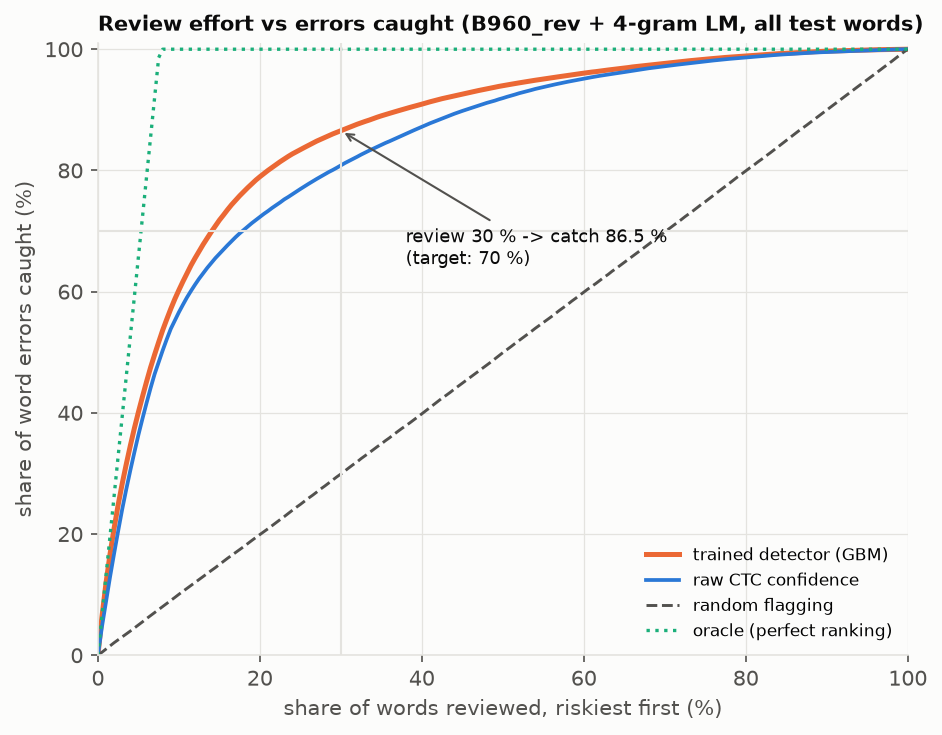 Review effort vs errors caught (B960_rev + 4-gram LM, all test words)
share of word errors caught (%)
100
80
60
40
20
0
review 30 % -> catch 86.5 %
(target: 70 %)
trained detector (GBM)
raw CTC confidence
random flagging
oracle (perfect ranking)
0 20 40 60 80 100
share of words reviewed, riskiest first (%)